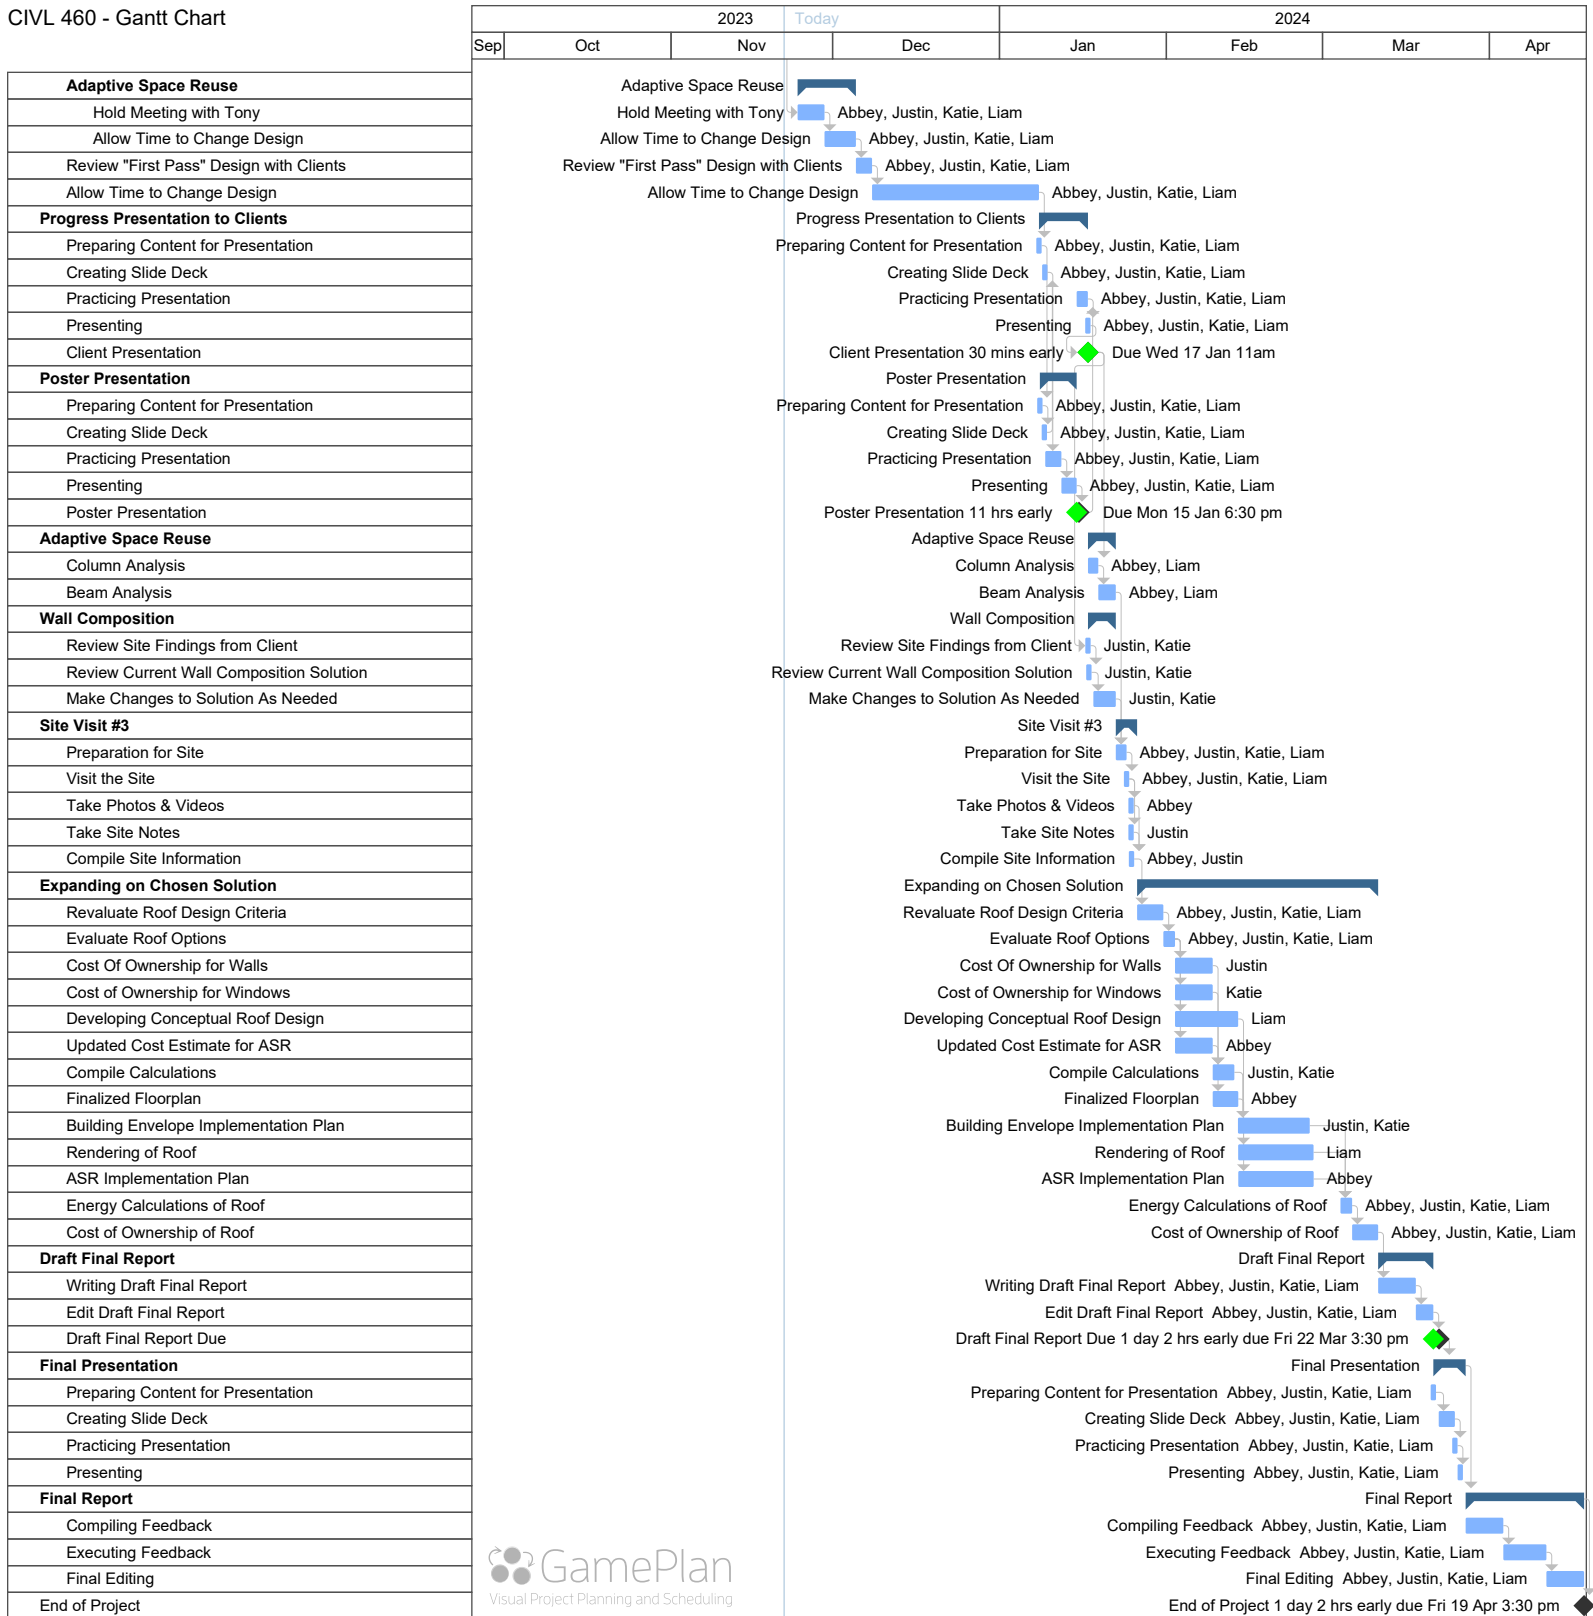 CIVL 460 - Gantt Chart
2023 Today 2024
Sep Oct Nov Dec Jan Feb Mar Apr
Adaptive Space Reuse Adaptive Space Reuse
Hold Meeting with Tony Hold Meeting with Tony Abbey, Justin, Katie, Liam
Allow Time to Change Design Allow Time to Change Design Abbey, Justin, Katie, Liam
Review "First Pass" Design with Clients Review "First Pass" Design with Clients Abbey, Justin, Katie, Liam
Allow Time to Change Design Allow Time to Change Design Abbey, Justin, Katie, Liam
Progress Presentation to Clients Progress Presentation to Clients
Preparing Content for Presentation Preparing Content for Presentation Abbey, Justin, Katie, Liam
Creating Slide Deck Creating Slide Deck Abbey, Justin, Katie, Liam
Practicing Presentation Practicing Presentation Abbey, Justin, Katie, Liam
Presenting Presenting Abbey, Justin, Katie, Liam
Client Presentation Client Presentation 30 mins early Due Wed 17 Jan 11am
Poster Presentation Poster Presentation
Preparing Content for Presentation Preparing Content for Presentation Abbey, Justin, Katie, Liam
Creating Slide Deck Creating Slide Deck Abbey, Justin, Katie, Liam
Practicing Presentation Practicing Presentation Abbey, Justin, Katie, Liam
Presenting Presenting Abbey, Justin, Katie, Liam
Poster Presentation Poster Presentation 11 hrs early Due Mon 15 Jan 6:30 pm
Adaptive Space Reuse Adaptive Space Reuse
Column Analysis Column Analysis Abbey, Liam
Beam Analysis Beam Analysis Abbey, Liam
Wall Composition Wall Composition
Review Site Findings from Client Review Site Findings from Client Justin, Katie
Review Current Wall Composition Solution Review Current Wall Composition Solution Justin, Katie
Make Changes to Solution As Needed Make Changes to Solution As Needed Justin, Katie
Site Visit #3 Site Visit #3
Preparation for Site Preparation for Site Abbey, Justin, Katie, Liam
Visit the Site Visit the Site Abbey, Justin, Katie, Liam
Take Photos & Videos Take Photos & Videos Abbey
Take Site Notes Take Site Notes Justin
Compile Site Information Compile Site Information Abbey, Justin
Expanding on Chosen Solution Expanding on Chosen Solution
Revaluate Roof Design Criteria Revaluate Roof Design Criteria Abbey, Justin, Katie, Liam
Evaluate Roof Options Evaluate Roof Options Abbey, Justin, Katie, Liam
Cost Of Ownership for Walls Cost Of Ownership for Walls Justin
Cost of Ownership for Windows Cost of Ownership for Windows Katie
Developing Conceptual Roof Design Developing Conceptual Roof Design Liam
Updated Cost Estimate for ASR Updated Cost Estimate for ASR Abbey
Compile Calculations Compile Calculations Justin, Katie
Finalized Floorplan Finalized Floorplan Abbey
Building Envelope Implementation Plan Building Envelope Implementation Plan Justin, Katie
Rendering of Roof Rendering of Roof Liam
ASR Implementation Plan ASR Implementation Plan Abbey
Energy Calculations of Roof Energy Calculations of Roof Abbey, Justin, Katie, Liam
Cost of Ownership of Roof Cost of Ownership of Roof Abbey, Justin, Katie, Liam
Draft Final Report Draft Final Report
Writing Draft Final Report Writing Draft Final Report Abbey, Justin, Katie, Liam
Edit Draft Final Report Edit Draft Final Report Abbey, Justin, Katie, Liam
Draft Final Report Due Draft Final Report Due 1 day 2 hrs early due Fri 22 Mar 3:30 pm
Final Presentation Final Presentation
Preparing Content for Presentation Preparing Content for Presentation Abbey, Justin, Katie, Liam
Creating Slide Deck Creating Slide Deck Abbey, Justin, Katie, Liam
Practicing Presentation Practicing Presentation Abbey, Justin, Katie, Liam
Presenting Presenting Abbey, Justin, Katie, Liam
Final Report Final Report
Compiling Feedback Compiling Feedback Abbey, Justin, Katie, Liam
Executing Feedback Executing Feedback Abbey, Justin, Katie, Liam
Final Editing Final Editing Abbey, Justin, Katie, Liam
End of Project End of Project 1 day 2 hrs early due Fri 19 Apr 3:30 pm
GamePlan
Visual Project Planning and Scheduling